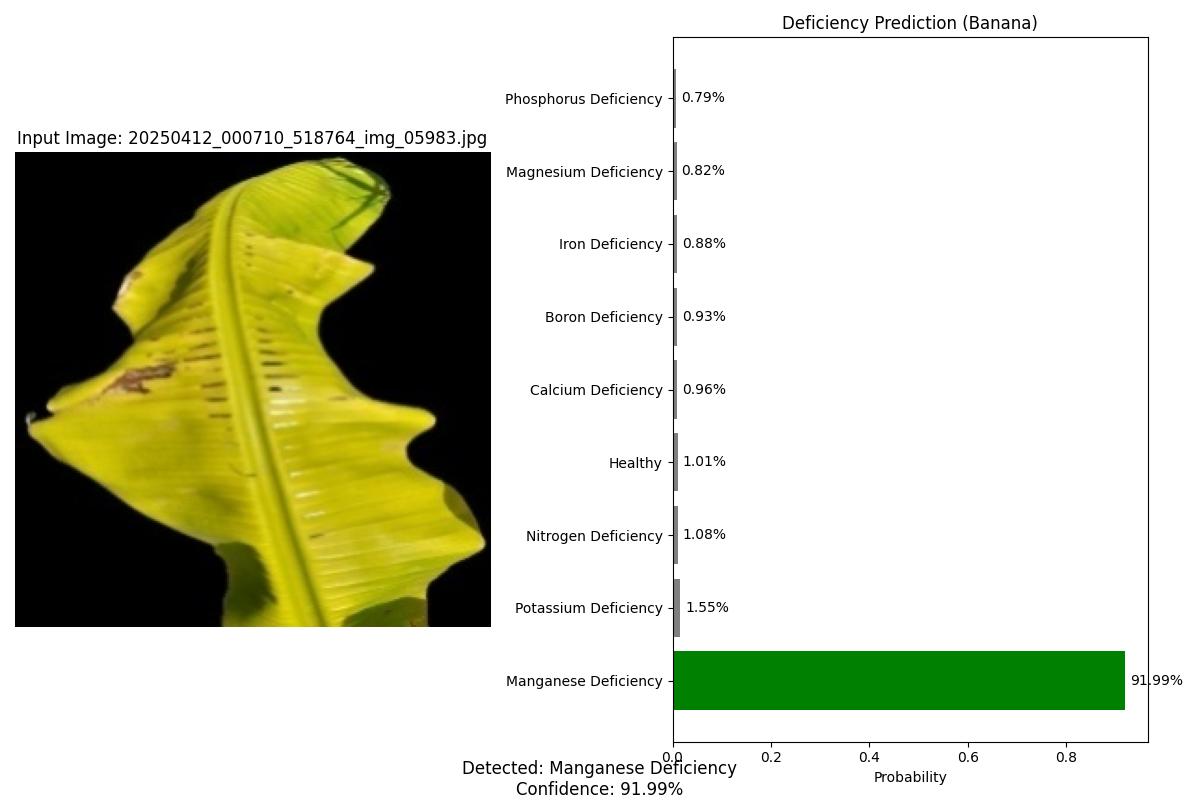 Deficiency Prediction (Banana)
Input Image: 20250412_000710_518764_img_05983.jpg
Phosphorus Deficiency 0.79%
Magnesium Deficiency 0.82%
Iron Deficiency 0.88%
Boron Deficiency 0.93%
Calcium Deficiency 0.96%
Healthy 1.01%
Nitrogen Deficiency 1.08%
Potassium Deficiency 1.55%
Manganese Deficiency 91.99%
0.0 0.2 0.4 0.6 0.8
Probability
Detected: Manganese Deficiency
Confidence: 91.99%